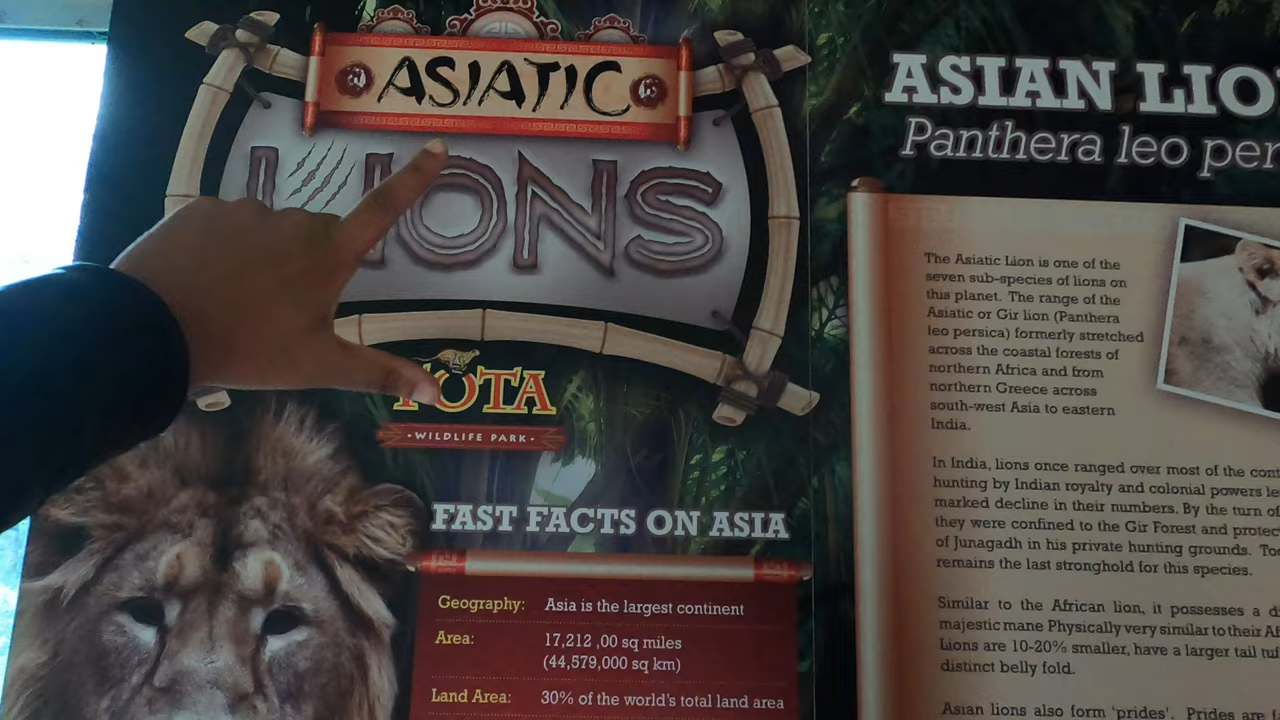 ASIATIC
LIONS
WILDLIFE PARK
FAST FACTS ON ASIA
Geography: Asia is the largest continent
Area: 17,212 ,00 sq miles
(44,579,000 sq km)
Land Area: 30% of the world's total land area
ASIAN
Panthera leo
The Asiatic Lion is one of the
seven sub-species of lions on
this planet. The range of the
Asiatic or Gir lion (Panthera
leo persica) formerly stretched
across the coastal forests of
northern Africa and from
northern Greece across
south-west Asia to eastern
India.
In India, lions once ranged over most of the
hunting by Indian royalty and colonial powers
marked decline in their numbers. By the turn of
they were confined to the Gir Forest and
of Junagadh in his private hunting grounds.
remains the last stronghold for this species.
Similar to the African lion, it possesses a
majestic mane Physically very similar to their
Lions are 10-20% smaller, have a larger tail
distinct belly fold.
Asian lions also form 'prides'. Prides are